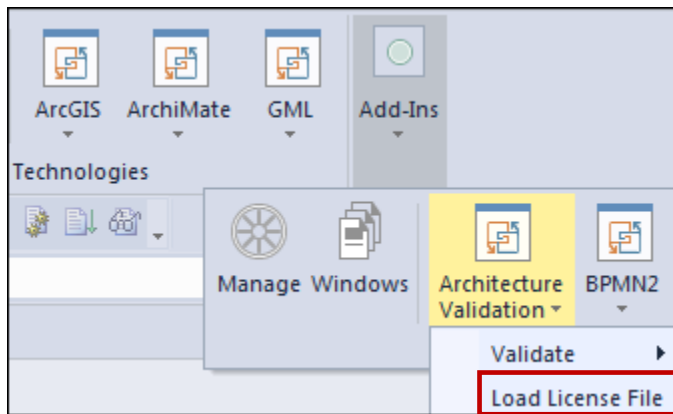 ArcGIS ArchiMate GML Add-Ins
Technologies
Manage Windows Architecture Validation BPMN2
Validate
Load License File